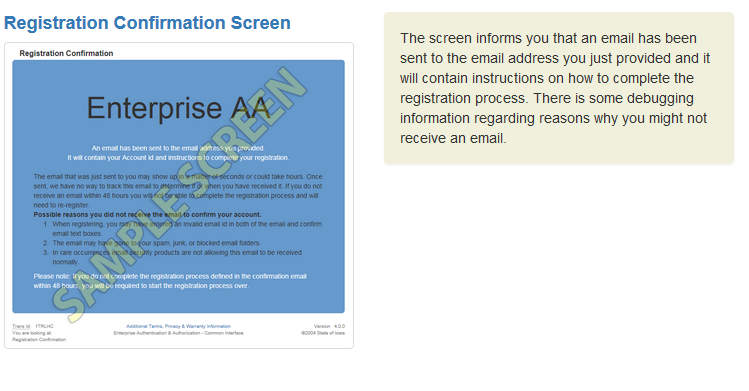 Registration Confirmation Screen
Registration Confirmation
Enterprise AA
An email has been sent to the email address you provided.
It will contain your Account id and instructions to complete your registration.
The email that was just sent to you may show up in a matter of seconds or could take hours. Once
sent, we have no way to track this email to determine if or when you have received it. If you do not
receive an email within 48 hours you will not be able to complete the registration process and will
need to re-register.
Possible reasons you did not receive the email to confirm your account.
1. When registering, you may have entered an invalid email id in both of the email and confirm
email text boxes.
2. The email may have gone to your spam, junk, or blocked email folders.
3. In rare occurrences email security products are not allowing this email to be received
normally.
Please note: If you do not complete the registration process defined in the confirmation email
within 48 hours, you will be required to start the registration process over.
SAMPLE SCREEN
Trans Id: YTRLHC
You are looking at:
Registration Confirmation
Additional Terms, Privacy & Warranty Information
Enterprise Authentication & Authorization - Common Interface
Version 4.0.0
©2004 State of Iowa
The screen informs you that an email has been
sent to the email address you just provided and it
will contain instructions on how to complete the
registration process. There is some debugging
information regarding reasons why you might not
receive an email.